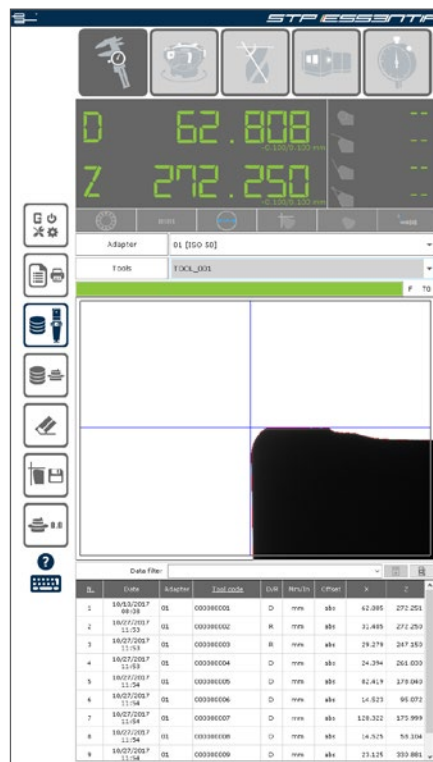 STP ESSENTIA
D 62.808
-0.100/0.100 mm
Z 272.250
-0.100/0.100 mm
Adapter 01 [ISO 50]
Tools TOOL_001
F TO
Data filter
N. Date Adapter Tool code D/R Mm/In Offset X Z
1 10/13/2017 01 000000001 D mm abs 272.251
2 10/27/2017 11:53 01 000000002 R mm abs 31.405 272.250
3 10/27/2017 11:53 01 000000003 R mm abs 29.279 247.153
4 10/27/2017 11:53 01 000000004 D mm abs 24.394 261.030
5 10/27/2017 11:54 01 000000005 D mm abs 82.419 179.043
6 10/27/2017 11:54 01 000000006 D mm abs 14.523 95.072
7 10/27/2017 11:54 01 000000007 D mm abs 120.322 175.999
8 10/27/2017 11:54 01 000000008 D mm abs 14.525 53.104
9 10/27/2017 11:54 01 000000009 D mm abs 23.125 333.881